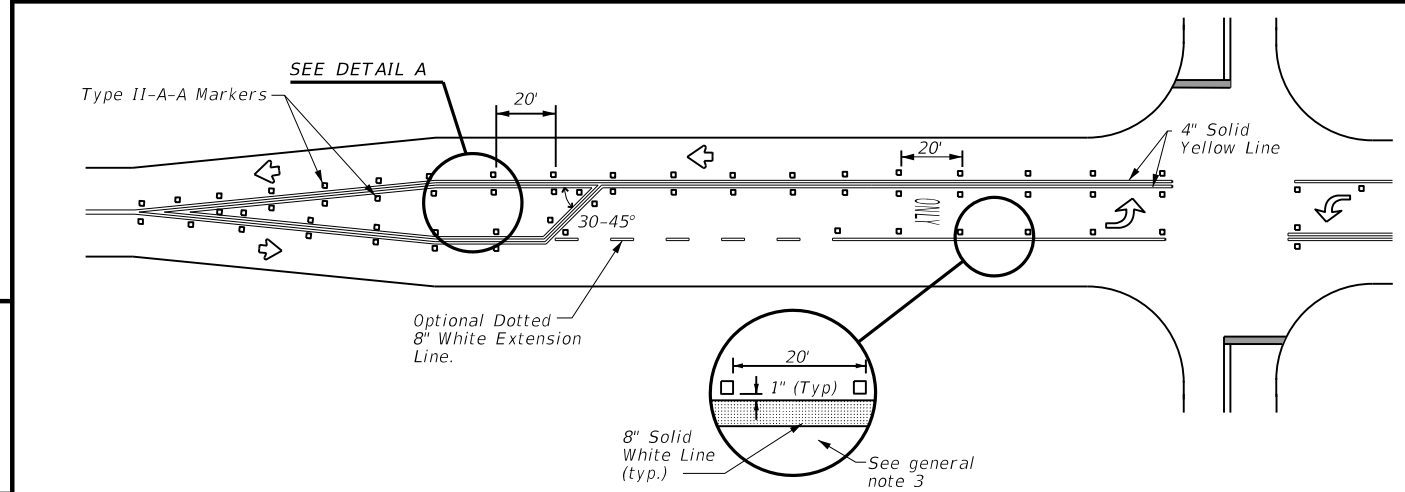 SEE DETAIL A
Type II-A-A Markers
20'
4" Solid
Yellow Line
20'
ONLY
30-45°
Optional Dotted
8" White Extension
Line.
20'
1" (Typ)
8" Solid
White Line
(typ.)
See general
note 3